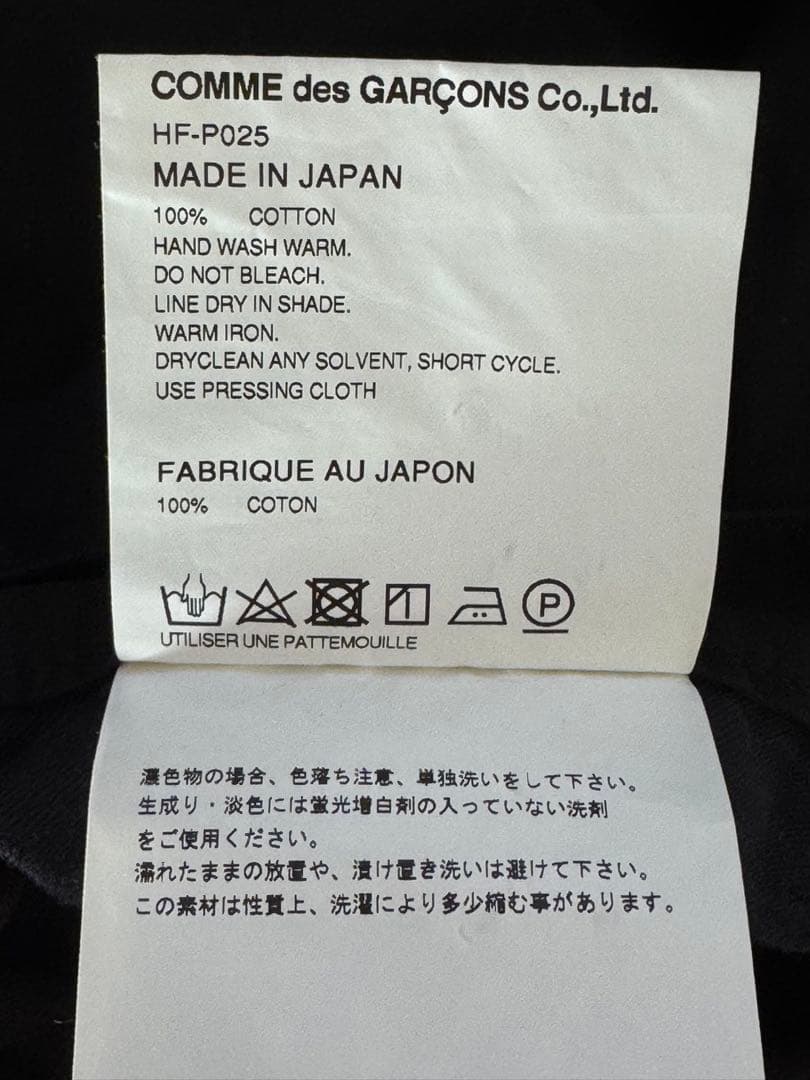 COMME des GARÇONS Co.,Ltd.
HF-P025
MADE IN JAPAN
100% COTTON
HAND WASH WARM.
DO NOT BLEACH.
LINE DRY IN SHADE.
WARM IRON.
DRYCLEAN ANY SOLVENT, SHORT CYCLE.
USE PRESSING CLOTH
FABRIQUE AU JAPON
100% COTON
P
UTILISER UNE PATTEMOUILLE
濃色物の場合、色落ち注意、単独洗いをして下さい。
生成り・淡色には蛍光増白剤の入っていない洗剤
をご使用ください。
濡れたままの放置や、漬け置き洗いは避けて下さい。
この素材は性質上、洗濯により多少縮む事があります。